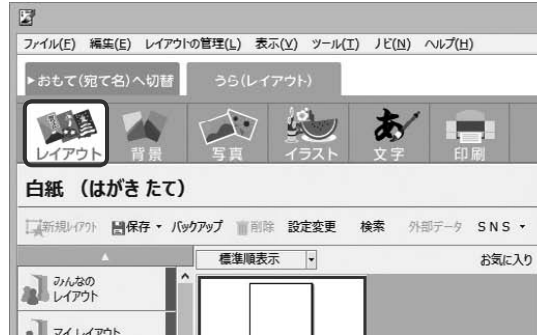 ファイル(F) 編集(E) レイアウトの管理(L) 表示(V) ツール(T) ナビ(N) ヘルプ(H)
▶おもて(宛て名)へ切替 うら(レイアウト)
レイアウト 背景 写真 イラスト 文字 印刷
あ
白紙 (はがき たて)
新規レイアウト 保存 ▾ バックアップ 削除 設定変更 検索 外部データ SNS ▾
標準順表示 お気に入り
みんなの
レイアウト
マイ レイアウト